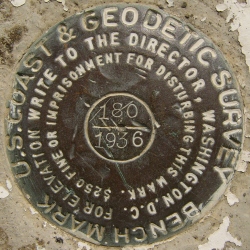 U.S. COAST & GEODETIC SURVEY
BENCH MARK
WRITE TO THE DIRECTOR, WASHINGTON, D.C.
FOR ELEVATION
OR IMPRISONMENT FOR DISTURBING THIS MARK.
$250 FINE
180
1936